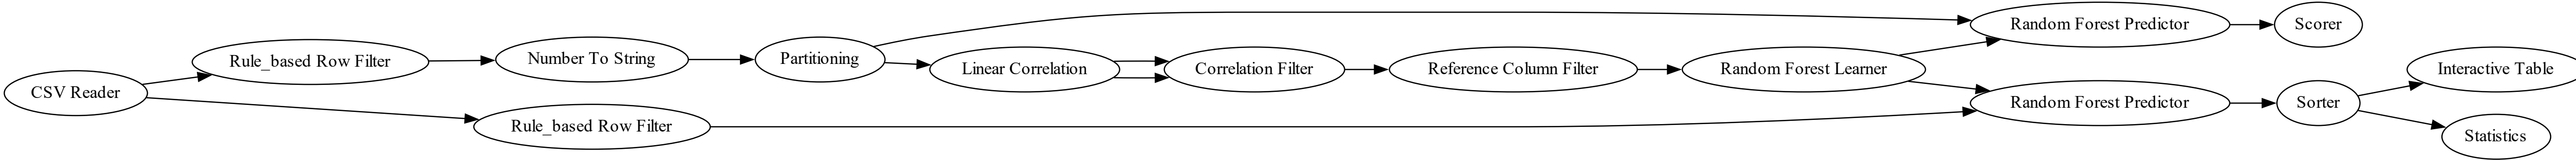 CSV Reader
Rule_based Row Filter
Number To String
Partitioning
Linear Correlation
Correlation Filter
Reference Column Filter
Random Forest Learner
Random Forest Predictor
Scorer
Rule_based Row Filter
Random Forest Predictor
Sorter
Interactive Table
Statistics